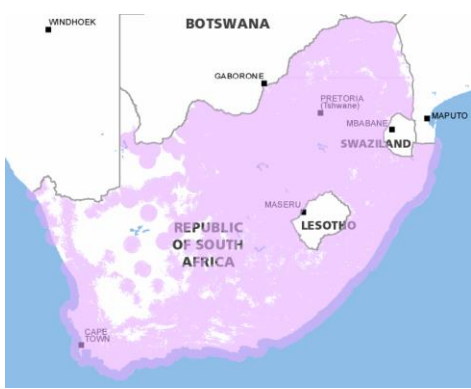 WINDHOEK
BOTSWANA
GABORONE
PRETORIA
(Tshwane)
MAPUTO
MBABANE
SWAZILAND
MASERU
LESOTHO
REPUBLIC
OF SOUTH
AFRICA
CAPE
TOWN